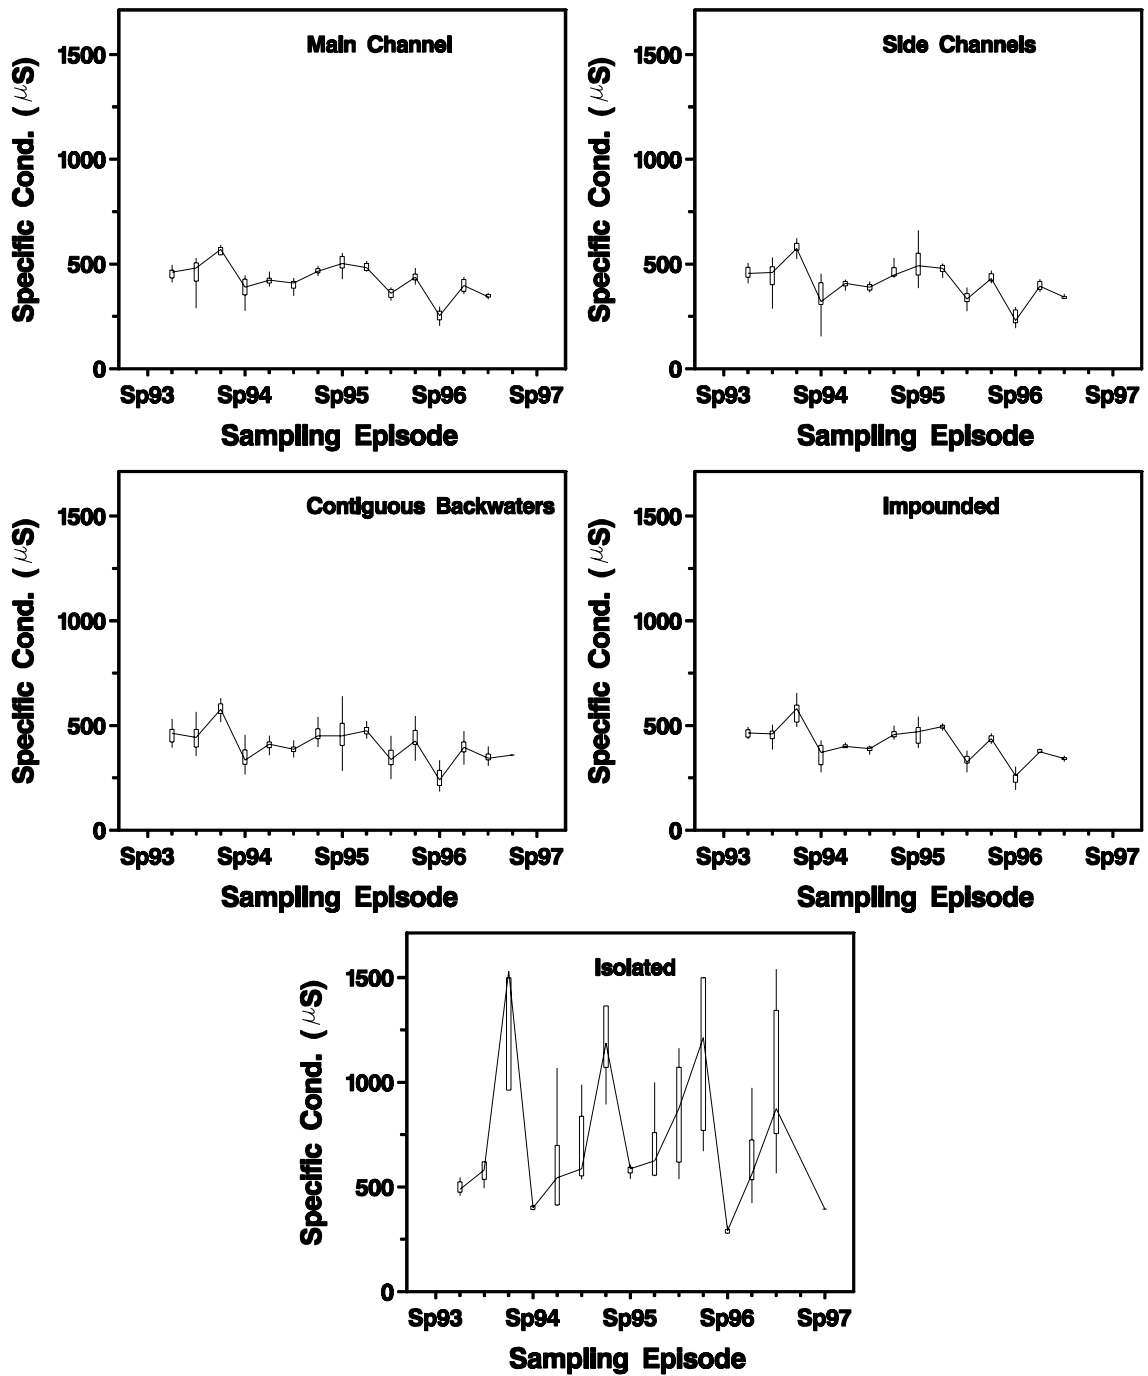 Main Channel
Specific Cond. (μS)
1500
1000
500
0
Sp93 Sp94 Sp95 Sp96 Sp97
Sampling Episode
Side Channels
Specific Cond. (μS)
1500
1000
500
0
Sp93 Sp94 Sp95 Sp96 Sp97
Sampling Episode
Contiguous Backwaters
Specific Cond. (μS)
1500
1000
500
0
Sp93 Sp94 Sp95 Sp96 Sp97
Sampling Episode
Impounded
Specific Cond. (μS)
1500
1000
500
0
Sp93 Sp94 Sp95 Sp96 Sp97
Sampling Episode
Isolated
Specific Cond. (μS)
1500
1000
500
0
Sp93 Sp94 Sp95 Sp96 Sp97
Sampling Episode